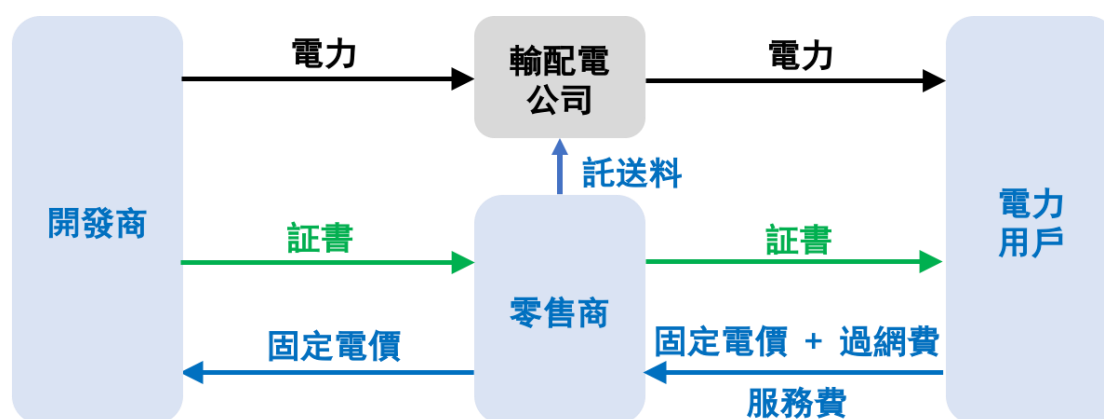 電力
輸配電
公司
電力
託送料
開發商
電力
用戶
証書
証書
零售商
固定電價
固定電價 + 過網費
服務費